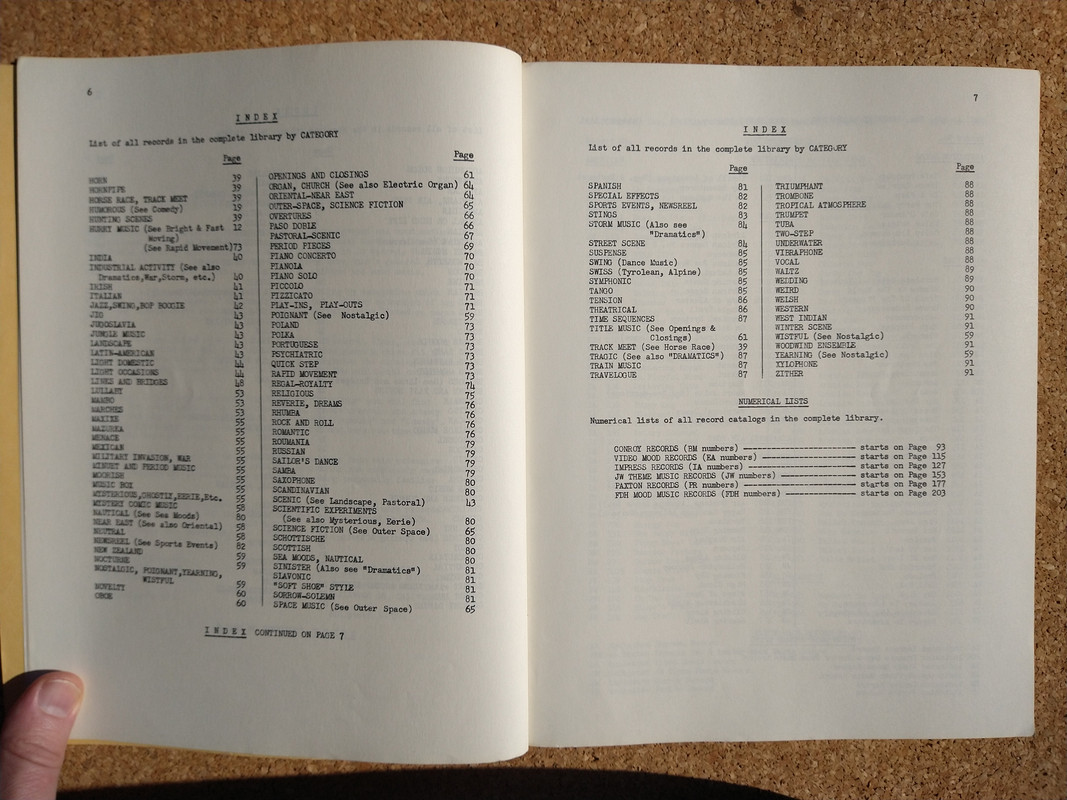 6
INDEX
List of all records in the complete library by CATEGORY
Page
HORN 39
HORNPIPE 39
HORSE RACE, TRACK MEET 39
HUMOROUS (See Comedy) 19
HUNTING SCENES 39
HURRY MUSIC (See Bright & Fast 12
Moving)
(See Rapid Movement)73
INDIA 40
INDUSTRIAL ACTIVITY (See also
Dramatics,War,Storm, etc.) 40
IRISH 41
ITALIAN 41
JAZZ,SWING,BOP BOOGIE 42
JIG 43
JUGOSLAVIA 43
JUNGLE MUSIC 43
LANDSCAPE 43
LATIN-AMERICAN 43
LIGHT DOMESTIC 44
LIGHT OCCASIONS 44
LINES AND BRIDGES 48
LULLABY 53
MAMBO 53
MARCHES 53
MAXIXE 55
MAZURKA 55
MENACE 55
MEXICAN 55
MILITARY INVASION, WAR 55
MINUET AND PERIOD MUSIC 55
MOORISH 55
MUSIC BOX 55
MYSTERIOUS,GHOSTLY,EERIE,Etc. 55
MYSTERY COMIC MUSIC 58
NAUTICAL (See Sea Moods) 80
NEAR EAST (See also Oriental)
NEUTRAL 58
NEWSREEL (See Sports Events) 82
NEW ZEALAND
NOCTURNE 59
NOSTALGIC, POIGNANT,YEARNING, 59
WISTFUL
NOVELTY 59
OBOE 60
60
Page
OPENINGS AND CLOSINGS 61
ORGAN, CHURCH (See also Electric Organ) 64
ORIENTAL-NEAR EAST 64
OUTER-SPACE, SCIENCE FICTION 65
OVERTURES 66
PASO DOBLE 66
PASTORAL-SCENIC 67
PERIOD PIECES 69
PIANO CONCERTO 70
PIANOLA 70
PIANO SOLO 70
PICCOLO 71
PIZZICATO 71
PLAY-INS, PLAY-OUTS 71
POIGNANT (See Nostalgic) 59
POLAND 73
POLKA 73
PORTUGUESE 73
PSYCHIATRIC 73
QUICK STEP 73
RAPID MOVEMENT 73
REGAL-ROYALTY 74
RELIGIOUS 75
REVERIE, DREAMS 76
RHUMBA 76
ROCK AND ROLL 76
ROMANTIC 76
ROUMANIA 79
RUSSIAN 79
SAILOR'S DANCE 79
SAMBA 79
SAXOPHONE 80
SCANDINAVIAN 80
SCENIC (See Landscape, Pastoral) 43
SCIENTIFIC EXPERIMENTS
(See also Mysterious, Eerie) 80
SCIENCE FICTION (See Outer Space) 65
SCHOTTISCHE 80
SCOTTISH 80
SEA MOODS, NAUTICAL 80
SINISTER (Also see "Dramatics") 81
SLAVONIC 81
"SOFT SHOE" STYLE 81
SORROW-SOLEMN 81
SPACE MUSIC (See Outer Space) 65
INDEX CONTINUED ON PAGE 7
7
INDEX
List of all records in the complete library by CATEGORY
Page
SPANISH 81
SPECIAL EFFECTS 82
SPORTS EVENTS, NEWSREEL 82
STINGS 83
STORM MUSIC (Also see 84
"Dramatics")
STREET SCENE 84
SUSPENSE 85
SWING (Dance Music) 85
SWISS (Tyrolean, Alpine) 85
SYMPHONIC 85
TANGO 85
TENSION 86
THEATRICAL 86
TIME SEQUENCES 87
TITLE MUSIC (See Openings &
Closings) 61
TRACK MEET (See Horse Race) 39
TRAGIC (See also "DRAMATICS") 87
TRAIN MUSIC 87
TRAVELOGUE 87
Page
TRIUMPHANT 88
TROMBONE 88
TROPICAL ATMOSPHERE 88
TRUMPET 88
TUBA 88
TWO-STEP 88
UNDERWATER 88
VIBRAPHONE 88
VOCAL 88
WALTZ 89
WEDDING 89
WEIRD 90
WELSH 90
WESTERN 90
WEST INDIAN 91
WINTER SCENE 91
WISTFUL (See Nostalgic) 59
WOODWIND ENSEMBLE 91
YEARNING (See Nostalgic) 59
XYLOPHONE 91
ZITHER 91
NUMERICAL LISTS
Numerical lists of all record catalogs in the complete library.
CONROY RECORDS (BM numbers) starts on Page 93
VIDEO MOOD RECORDS (EA numbers) starts on Page 115
IMPRESS RECORDS (IA numbers) starts on Page 127
JW THEME MUSIC RECORDS (JW numbers) starts on Page 153
PAXTON RECORDS (PR numbers) starts on Page 177
FDH MOOD MUSIC RECORDS (FDH numbers) starts on Page 203